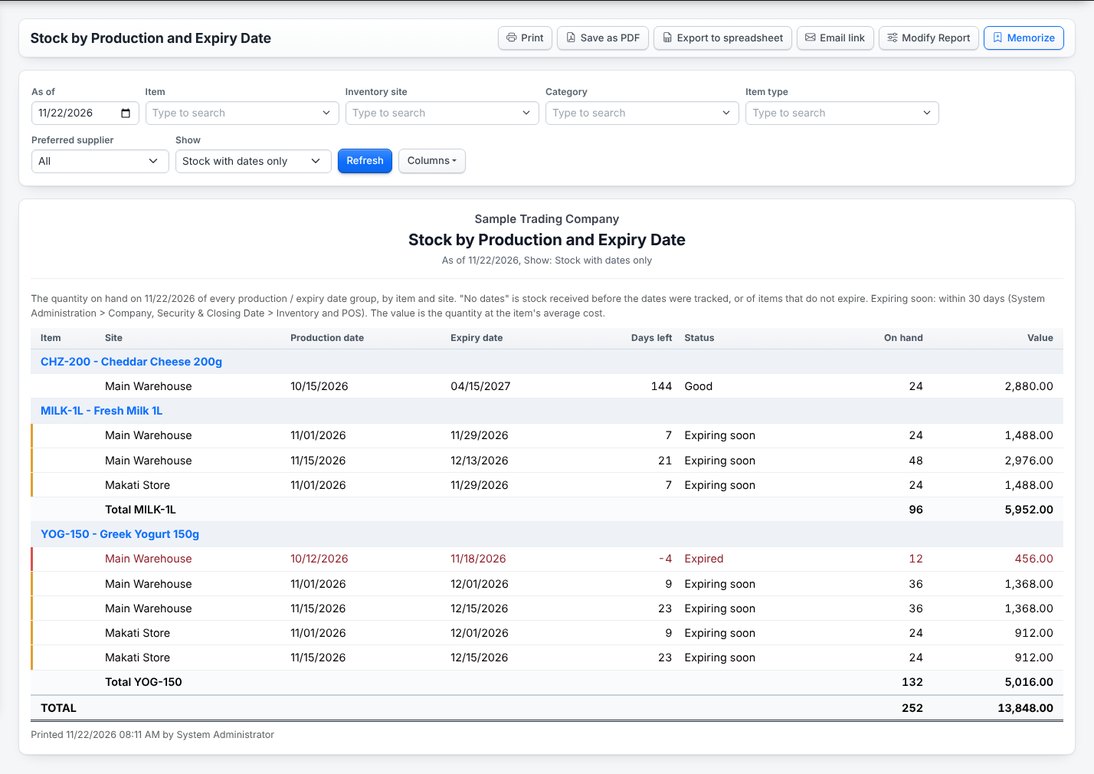 Stock by Production and Expiry Date
Print Save as PDF Export to spreadsheet Email link Modify Report Memorize
As of Item Inventory site Category Item type
11/22/2026 Type to search Type to search Type to search Type to search
Preferred supplier Show
All Stock with dates only Refresh Columns
Sample Trading Company
Stock by Production and Expiry Date
As of 11/22/2026, Show: Stock with dates only
The quantity on hand on 11/22/2026 of every production / expiry date group, by item and site. "No dates" is stock received before the dates were tracked, or of items that do not expire. Expiring soon: within 30 days (System
Administration > Company, Security & Closing Date > Inventory and POS). The value is the quantity at the item's average cost.
Item Site Production date Expiry date Days left Status On hand Value
CHZ-200 - Cheddar Cheese 200g
Main Warehouse 10/15/2026 04/15/2027 144 Good 24 2,880.00
MILK-1L - Fresh Milk 1L
Main Warehouse 11/01/2026 11/29/2026 7 Expiring soon 24 1,488.00
Main Warehouse 11/15/2026 12/13/2026 21 Expiring soon 48 2,976.00
Makati Store 11/01/2026 11/29/2026 7 Expiring soon 24 1,488.00
Total MILK-1L 96 5,952.00
YOG-150 - Greek Yogurt 150g
Main Warehouse 10/12/2026 11/18/2026 -4 Expired 12 456.00
Main Warehouse 11/01/2026 12/01/2026 9 Expiring soon 36 1,368.00
Main Warehouse 11/15/2026 12/15/2026 23 Expiring soon 36 1,368.00
Makati Store 11/01/2026 12/01/2026 9 Expiring soon 24 912.00
Makati Store 11/15/2026 12/15/2026 23 Expiring soon 24 912.00
Total YOG-150 132 5,016.00
TOTAL 252 13,848.00
Printed 11/22/2026 08:11 AM by System Administrator